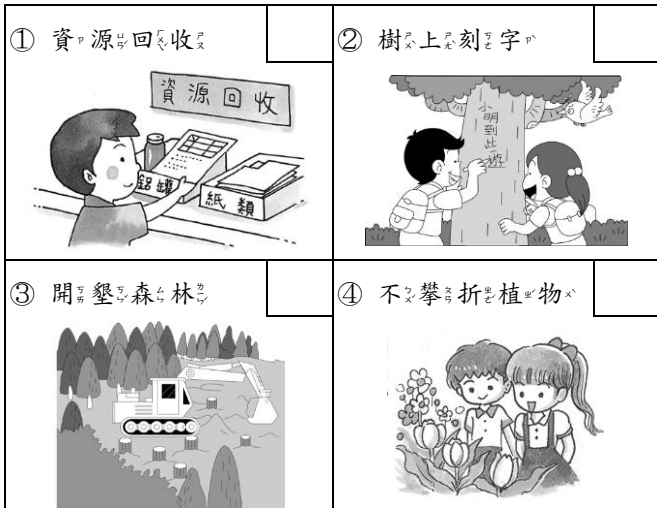 ① 資源回收
資源回收
鋁罐
紙類
② 樹上刻字
小明到此一遊
③ 開墾森林
④ 不攀折植物